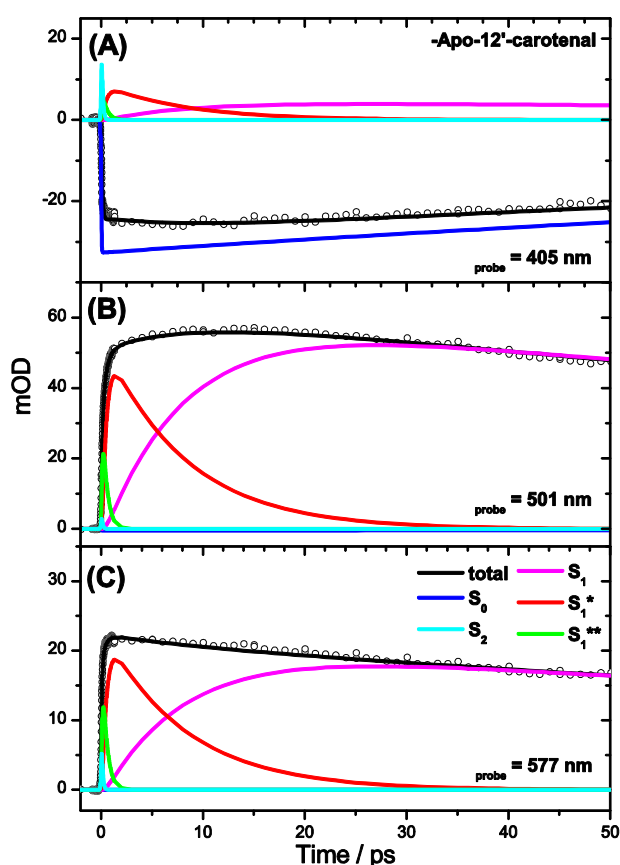 (A)
-Apo-12'-carotenal
20
0
-20
probe = 405 nm
(B)
60
40
20
0
probe = 501 nm
mOD
(C)
30
20
10
0
total
S0
S2
S1
S1*
S1**
probe = 577 nm
0 10 20 30 40 50
Time / ps